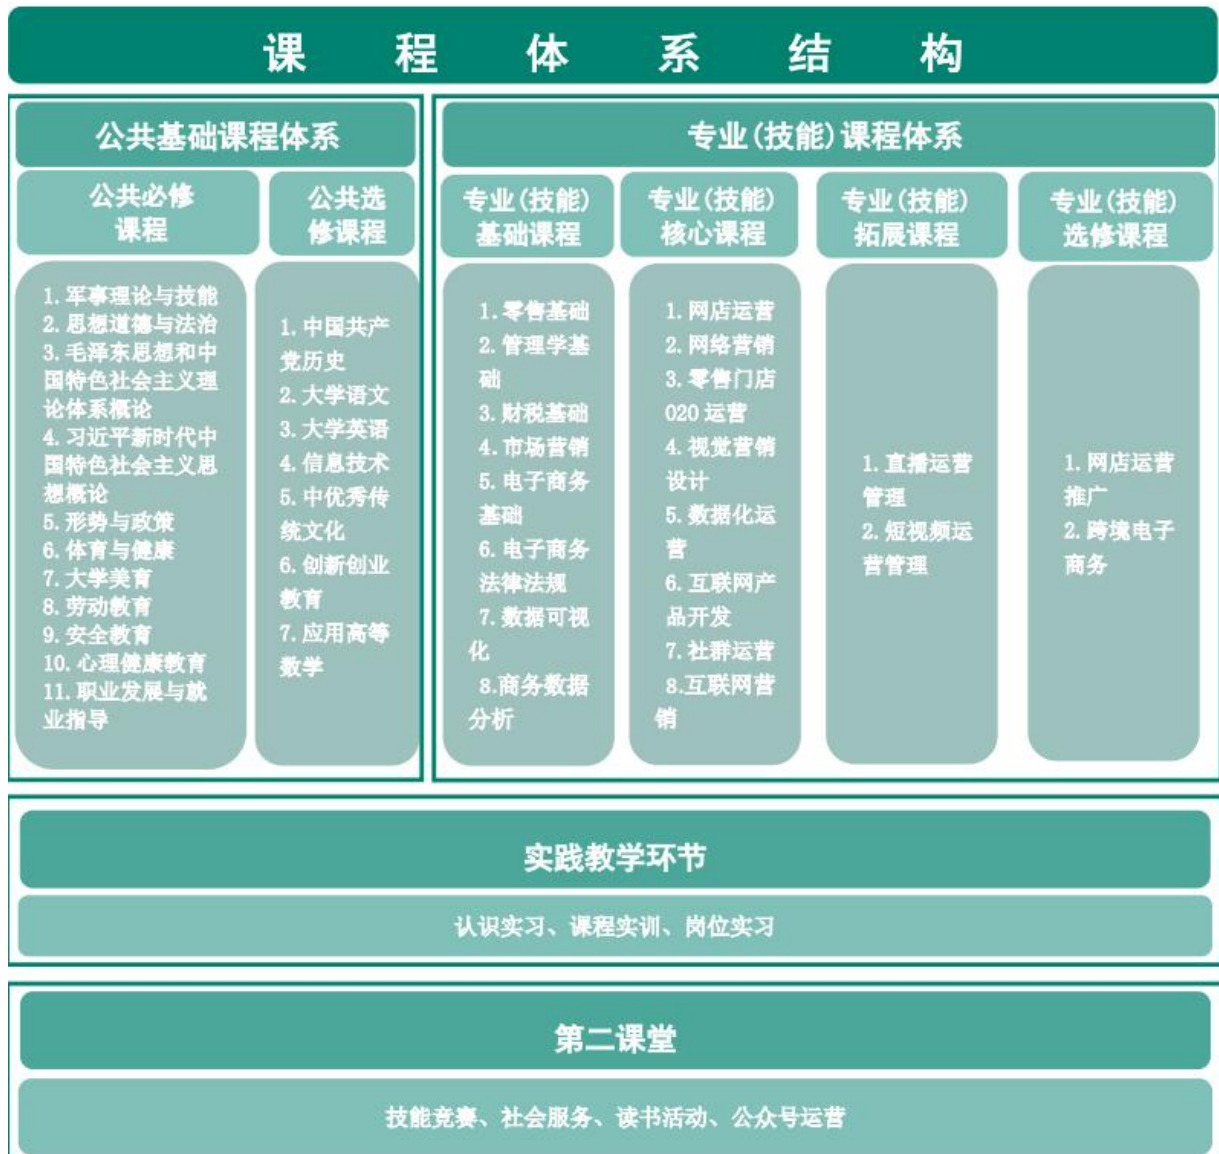 课程体系结构
公共基础课程体系
公共必修
课程
1.军事理论与技能
2.思想道德与法治
3.毛泽东思想和中
国特色社会主义理
论体系概论
4.习近平新时代中
国特色社会主义思
想概论
5.形势与政策
6.体育与健康
7.大学美育
8.劳动教育
9.安全教育
10.心理健康教育
11.职业发展与就
业指导
公共选
修课程
1.中国共产
党历史
2.大学语文
3.大学英语
4.信息技术
5.中优秀传
统文化
6.创新创业
教育
7.应用高等
数学
专业(技能)课程体系
专业(技能)
基础课程
1.零售基础
2.管理学基
础
3.财税基础
4.市场营销
5.电子商务
基础
6.电子商务
法律法规
7.数据可视
化
8.商务数据
分析
专业(技能)
核心课程
1.网店运营
2.网络营销
3.零售门店
O2O 运营
4.视觉营销
设计
5.数据化运
营
6.互联网产
品开发
7.社群运营
8.互联网营
销
专业(技能)
拓展课程
1.直播运营
管理
2.短视频运
营管理
专业(技能)
选修课程
1.网店运营
推广
2.跨境电子
商务
实践教学环节
认识实习、课程实训、岗位实习
第二课堂
技能竞赛、社会服务、读书活动、公众号运营